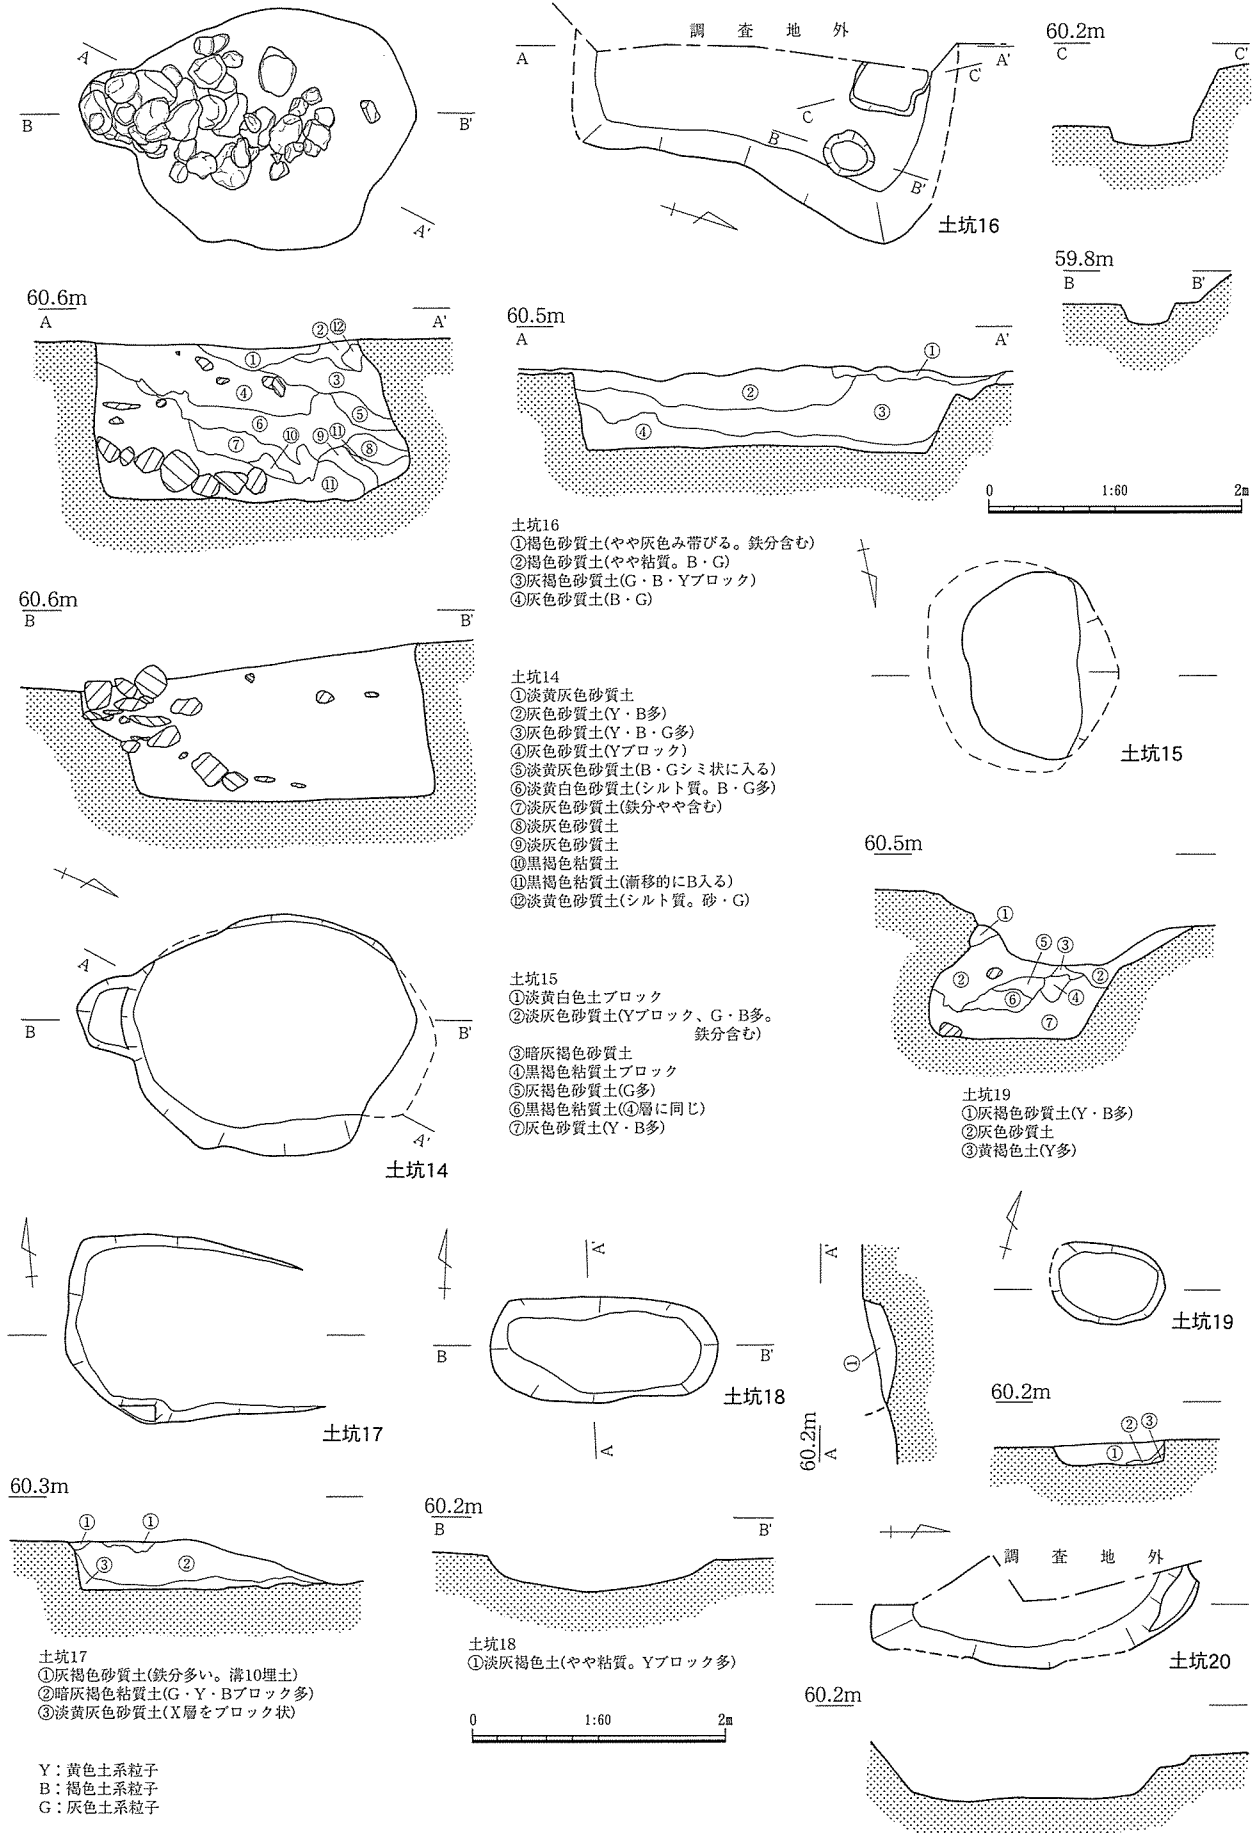 A
B
B'
A'
調査地外
A
A'
C'
C
B
B'
土坑16
60.2m
C
C'
59.8m
B
B'
60.6m
A
A'
①
②
⑫
③
④
⑤
⑥
⑦
⑩
⑨
⑪
⑧
⑪
60.5m
A
A'
①
②
③
④
0
1:60
2m
土坑16
①褐色砂質土(やや灰色み帯びる。鉄分含む)
②褐色砂質土(やや粘質。B・G)
③灰褐色砂質土(G・B・Yブロック)
④灰色砂質土(B・G)
60.6m
B
B'
土坑14
①淡黄灰色砂質土
②灰色砂質土(Y・B多)
③灰色砂質土(Y・B・G多)
④灰色砂質土(Yブロック)
⑤淡黄灰色砂質土(B・Gシミ状に入る)
⑥淡黄白色砂質土(シルト質。B・G多)
⑦淡灰色砂質土(鉄分やや含む)
⑧淡灰色砂質土
⑨淡灰色砂質土
⑩黒褐色粘質土
⑪黒褐色粘質土(漸移的にB入る)
⑫淡黄色砂質土(シルト質。砂・G)
土坑15
60.5m
①
②
⑤
③
②
⑥
④
⑦
A
B
B'
A'
土坑14
土坑15
①淡黄白色土ブロック
②淡灰色砂質土(Yブロック、G・B多。
鉄分含む)
③暗灰褐色砂質土
④黒褐色粘質土ブロック
⑤灰褐色砂質土(G多)
⑥黒褐色粘質土(④層に同じ)
⑦灰色砂質土(Y・B多)
土坑19
①灰褐色砂質土(Y・B多)
②灰色砂質土
③黄褐色土(Y多)
土坑17
A'
B
B'
A
土坑18
A'
①
60.2m
A
土坑19
60.2m
①
②
③
60.3m
①
①
③
②
60.2m
B
B'
調査地外
土坑20
土坑17
①灰褐色砂質土(鉄分多い。溝10埋土)
②暗灰褐色粘質土(G・Y・Bブロック多)
③淡黄灰色砂質土(X層をブロック状)
土坑18
①淡灰褐色土(やや粘質。Yブロック多)
60.2m
0
1:60
2m
Y：黄色土系粒子
B：褐色土系粒子
G：灰色土系粒子